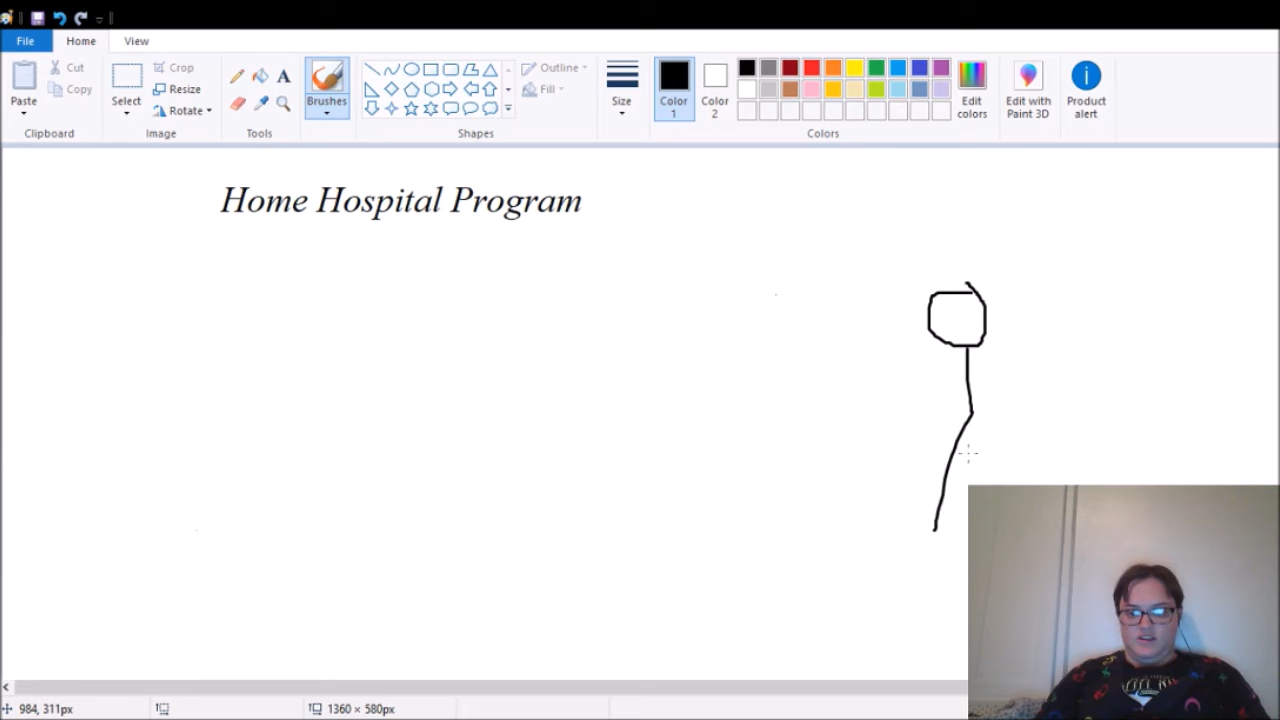 File Home View
Paste
Cut
Copy
Clipboard
Select
Crop
Resize
Rotate
Image
A
Tools
Brushes
Outline
Fill
Shapes
Size
Color 1
Color 2
Edit colors
Colors
Edit with Paint 3D
Product alert
Home Hospital Program
984, 311px 1360 × 580px